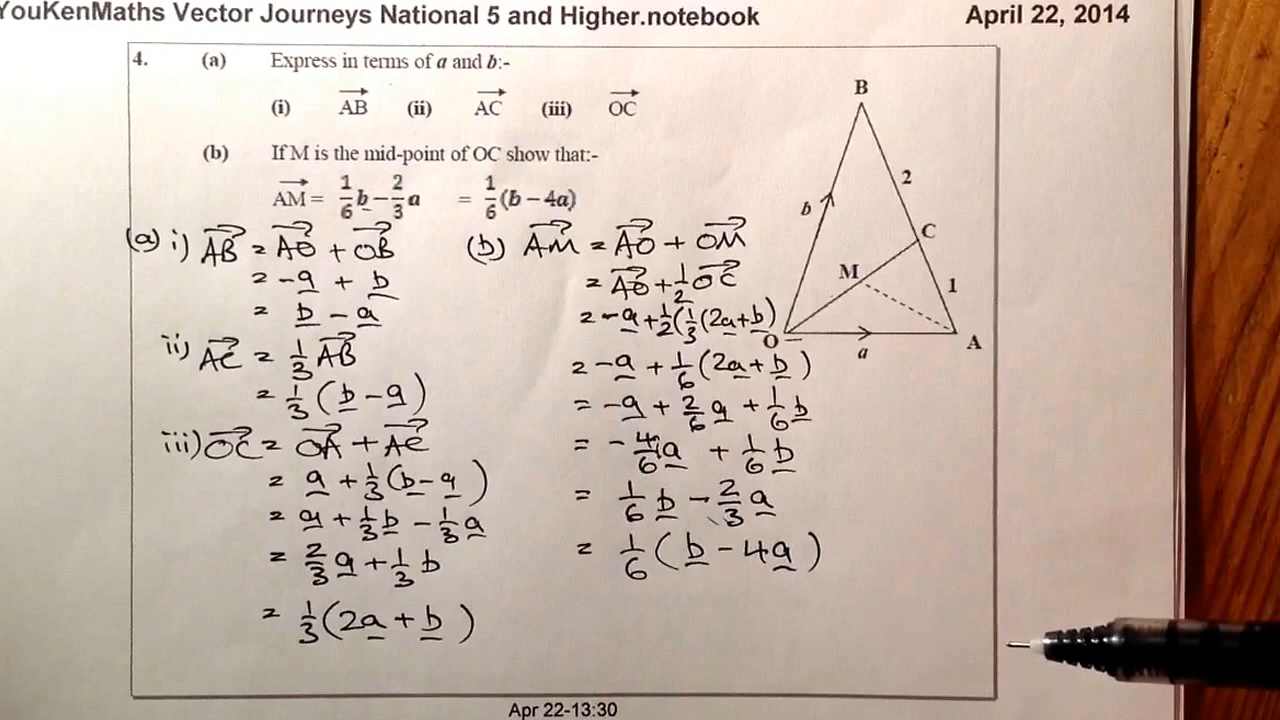 YouKenMaths Vector Journeys National 5 and Higher.notebook April 22, 2014
4. (a) Express in terms of a and b:-
(i) AB (ii) AC (iii) OC
(b) If M is the mid-point of OC show that:-
AM = 1/6 b - 2/3 a = 1/6 (b - 4a)
B
2
b
C
M
1
O
a
A
(a) i) AB = AO + OB
= -a + b
= b - a
ii) AC = 1/3 AB
= 1/3 (b - a)
iii) OC = OA + AC
= a + 1/3 (b - a)
= a + 1/3 b - 1/3 a
= 2/3 a + 1/3 b
= 1/3 (2a + b)
(b) AM = AO + OM
= AO + 1/2 OC
= -a + 1/2 (1/3 (2a + b)
= -a + 1/6 (2a + b)
= -a + 2/6 a + 1/6 b
= - 4/6 a + 1/6 b
= 1/6 b - 2/3 a
= 1/6 (b - 4a)
Apr 22-13:30